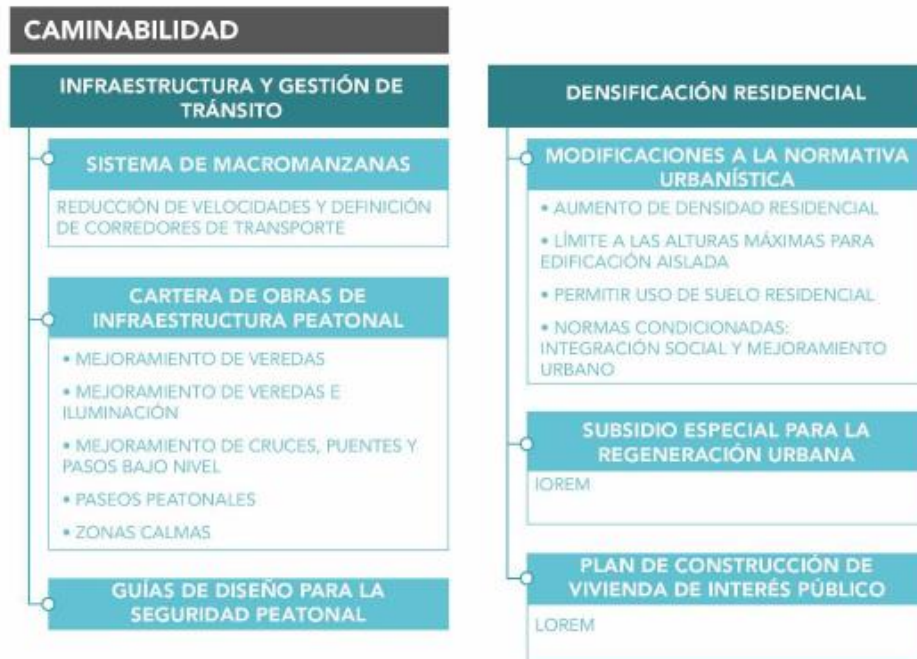 CAMINABILIDAD
INFRAESTRUCTURA Y GESTIÓN DE
TRÁNSITO
SISTEMA DE MACROMANZANAS
REDUCCIÓN DE VELOCIDADES Y DEFINICIÓN
DE CORREDORES DE TRANSPORTE
CARTERA DE OBRAS DE
INFRAESTRUCTURA PEATONAL
• MEJORAMIENTO DE VEREDAS
• MEJORAMIENTO DE VEREDAS E
ILUMINACIÓN
• MEJORAMIENTO DE CRUCES, PUENTES Y
PASOS BAJO NIVEL
• PASEOS PEATONALES
• ZONAS CALMAS
GUÍAS DE DISEÑO PARA LA
SEGURIDAD PEATONAL
DENSIFICACIÓN RESIDENCIAL
MODIFICACIONES A LA NORMATIVA
URBANÍSTICA
• AUMENTO DE DENSIDAD RESIDENCIAL
• LÍMITE A LAS ALTURAS MÁXIMAS PARA
EDIFICACIÓN AISLADA
• PERMITIR USO DE SUELO RESIDENCIAL
• NORMAS CONDICIONADAS:
INTEGRACIÓN SOCIAL Y MEJORAMIENTO
URBANO
SUBSIDIO ESPECIAL PARA LA
REGENERACIÓN URBANA
IOREM
PLAN DE CONSTRUCCIÓN DE
VIVIENDA DE INTERÉS PÚBLICO
LOREM